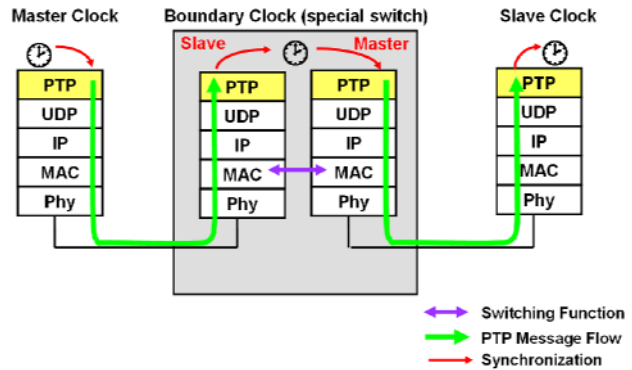 Master Clock
Boundary Clock (special switch)
Slave Clock
Slave
Master
PTP
UDP
IP
MAC
Phy
PTP
UDP
IP
MAC
Phy
PTP
UDP
IP
MAC
Phy
PTP
UDP
IP
MAC
Phy
Switching Function
PTP Message Flow
Synchronization